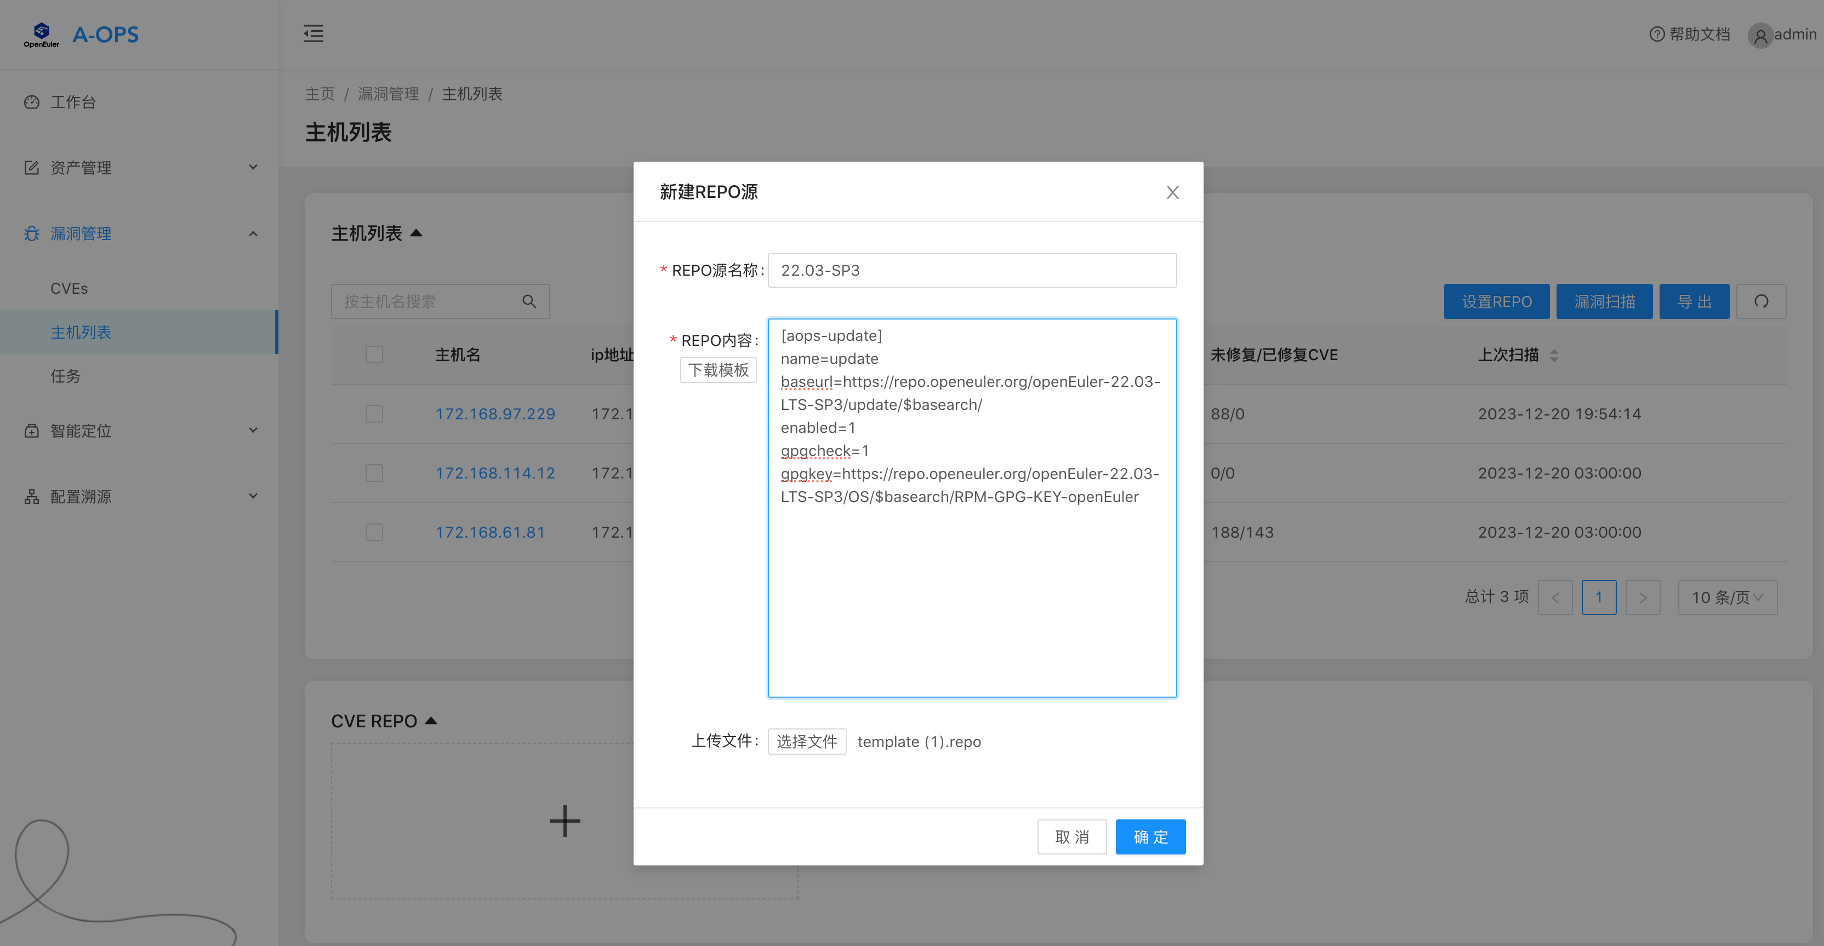 openEuler
A-OPS
帮助文档
admin
工作台
资产管理
漏洞管理
CVEs
主机列表
任务
智能定位
配置溯源
主页 / 漏洞管理 / 主机列表
主机列表
主机列表
按主机名搜索
设置REPO
漏洞扫描
导 出
主机名
ip地址
未修复/已修复CVE
上次扫描
172.168.97.229
172.1
88/0
2023-12-20 19:54:14
172.168.114.12
172.1
0/0
2023-12-20 03:00:00
172.168.61.81
172.1
188/143
2023-12-20 03:00:00
总计 3 项
1
10 条/页
CVE REPO
新建REPO源
* REPO源名称:
22.03-SP3
* REPO内容:
下载模板
[aops-update]
name=update
baseurl=https://repo.openeuler.org/openEuler-22.03-
LTS-SP3/update/$basearch/
enabled=1
gpgcheck=1
gpgkey=https://repo.openeuler.org/openEuler-22.03-
LTS-SP3/OS/$basearch/RPM-GPG-KEY-openEuler
上传文件:
选择文件
template (1).repo
取 消
确 定